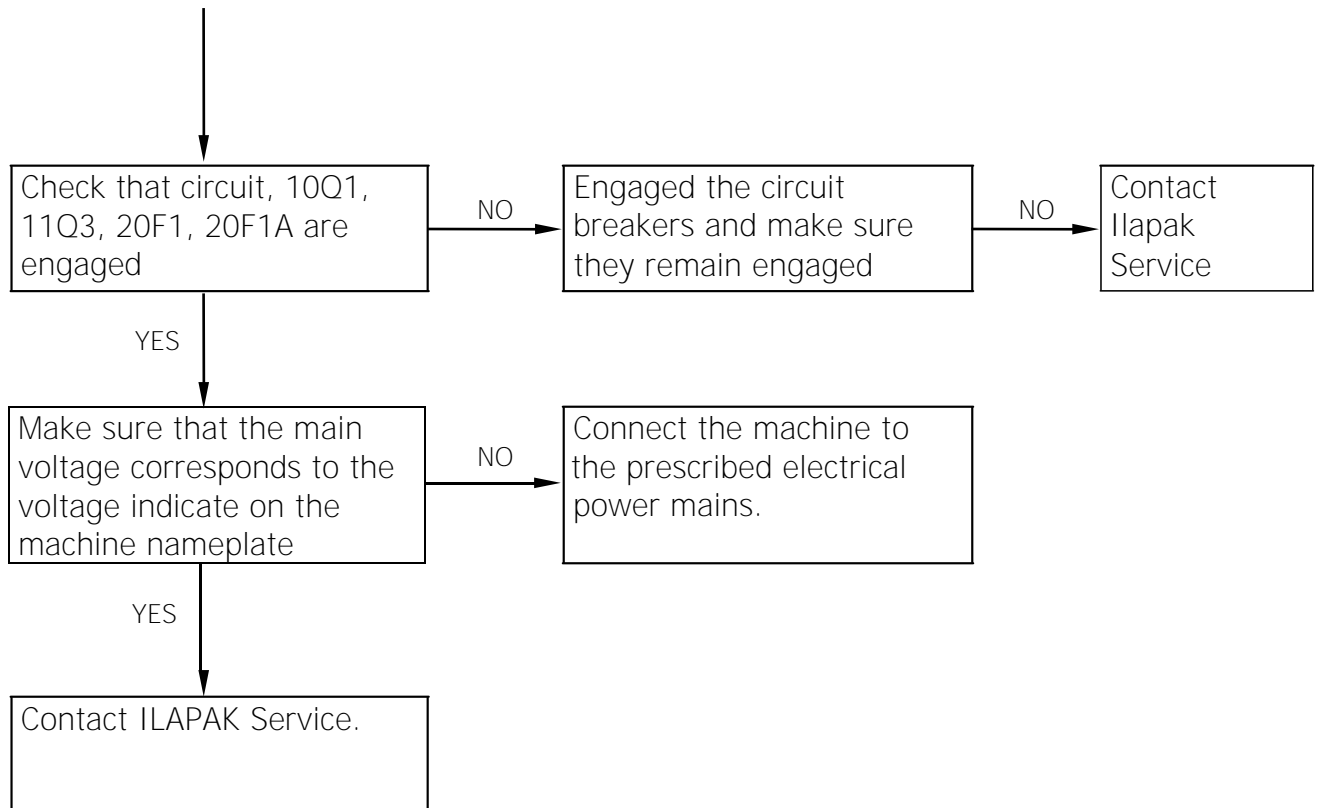 Check that circuit, 10Q1,
11Q3, 20F1, 20F1A are
engaged
NO
Engaged the circuit
breakers and make sure
they remain engaged
NO
Contact
Ilapak
Service
YES
Make sure that the main
voltage corresponds to the
voltage indicate on the
machine nameplate
NO
Connect the machine to
the prescribed electrical
power mains.
YES
Contact ILAPAK Service.